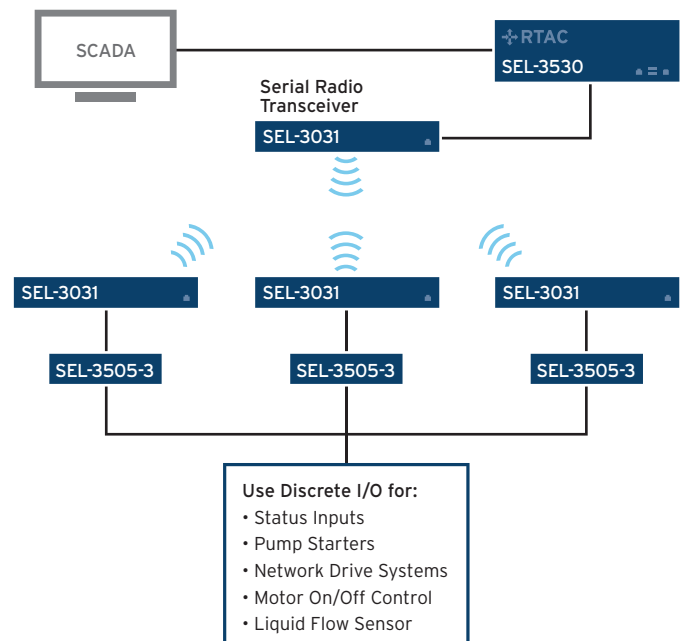 SCADA
RTAC
SEL-3530
Serial Radio
Transceiver
SEL-3031
SEL-3031
SEL-3031
SEL-3031
SEL-3505-3
SEL-3505-3
SEL-3505-3
Use Discrete I/O for:
• Status Inputs
• Pump Starters
• Network Drive Systems
• Motor On/Off Control
• Liquid Flow Sensor